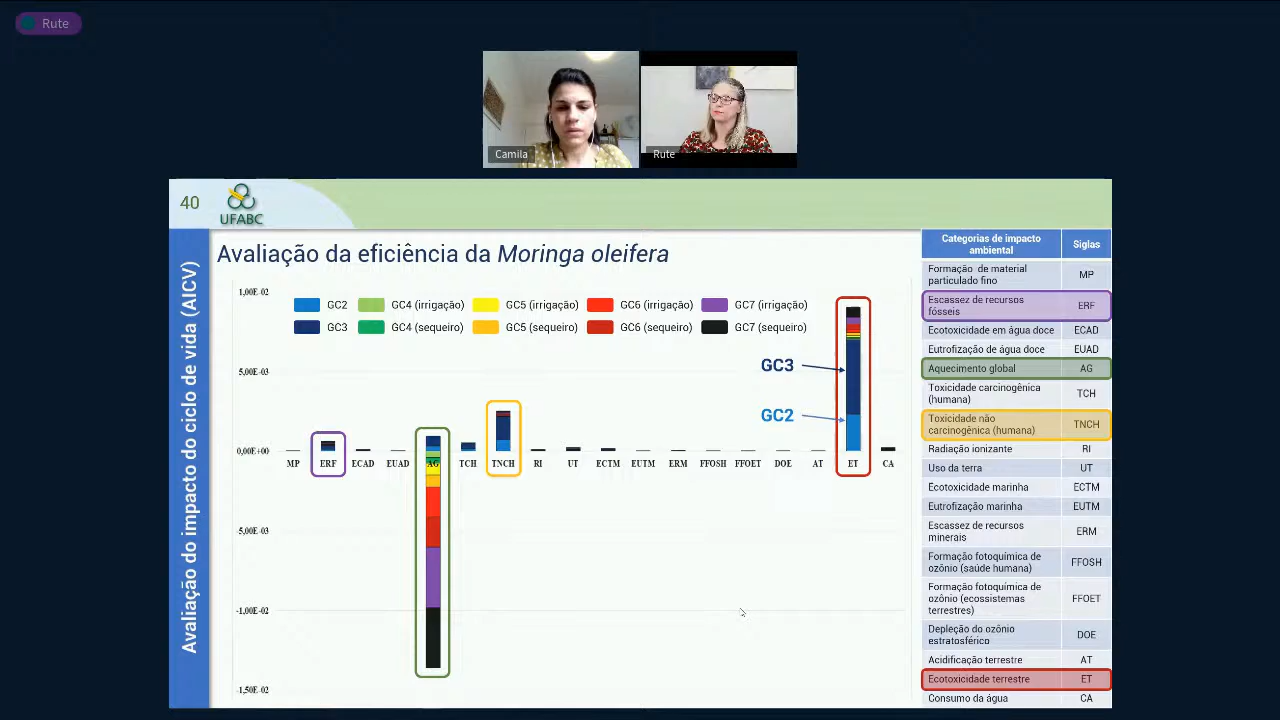 Rute
Camila
Rute
40
UFABC
Avaliação do impacto do ciclo de vida (AICV)
Avaliação da eficiência da Moringa oleifera
1,00E-02
5,00E-03
0,00E+00
-5,00E-03
-1,00E-02
-1,50E-02
GC2
GC4 (irrigação)
GC5 (irrigação)
GC6 (irrigação)
GC7 (irrigação)
GC3
GC4 (sequeiro)
GC5 (sequeiro)
GC6 (sequeiro)
GC7 (sequeiro)
GC3
GC2
MP
ERF
ECAD
EUAD
AG
TCH
TNCH
RI
UT
ECTM
EUTM
ERM
FFOSH
FFOET
DOE
AT
ET
CA
Categorias de impacto
ambiental
Siglas
Formação de material
particulado fino
MP
Escassez de recursos
fósseis
ERF
Ecotoxicidade em água doce
ECAD
Eutrofização de água doce
EUAD
Aquecimento global
AG
Toxicidade carcinogênica
(humana)
TCH
Toxicidade não
carcinogênica (humana)
TNCH
Radiação ionizante
RI
Uso da terra
UT
Ecotoxicidade marinha
ECTM
Eutrofização marinha
EUTM
Escassez de recursos
minerais
ERM
Formação fotoquímica de
ozônio (saúde humana)
FFOSH
Formação fotoquímica de
ozônio (ecossistemas
terrestres)
FFOET
Depleção do ozônio
estratosférico
DOE
Acidificação terrestre
AT
Ecotoxicidade terrestre
ET
Consumo da água
CA